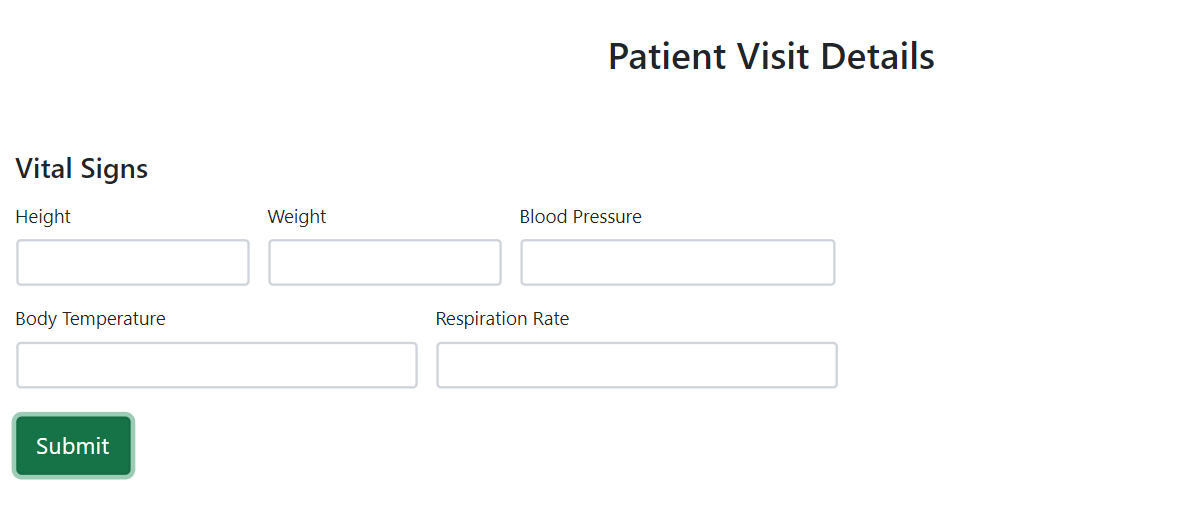 Patient Visit Details
Vital Signs
Height Weight Blood Pressure
Body Temperature Respiration Rate
Submit